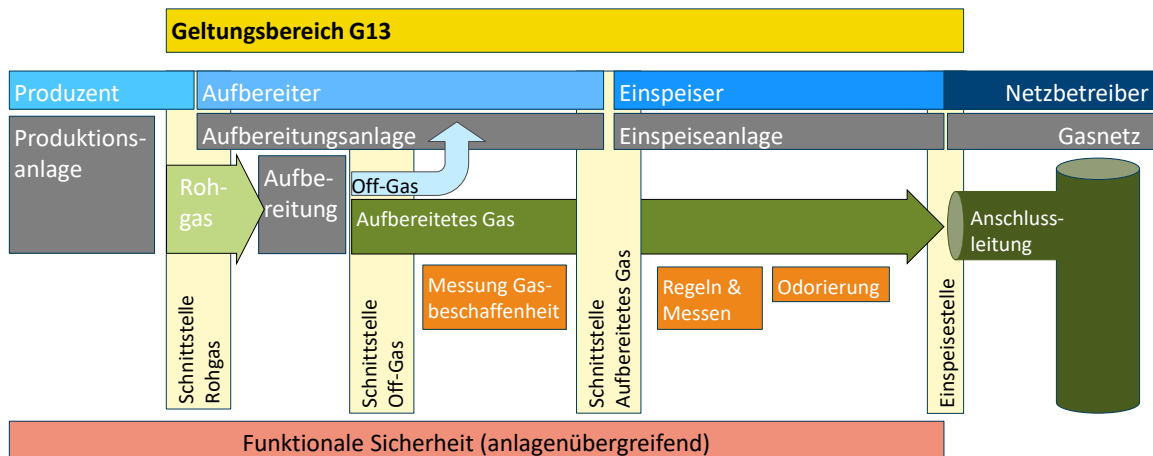 Geltungsbereich G13
Produzent
Aufbereiter
Einspeiser
Netzbetreiber
Produktions-
anlage
Aufbereitungsanlage
Einspeiseanlage
Gasnetz
Roh-
gas
Aufbe-
reitung
Off-Gas
Aufbereitetes Gas
Anschluss-
leitung
Messung Gas-
beschaffenheit
Regeln &
Messen
Odorierung
Schnittstelle
Rohgas
Schnittstelle
Off-Gas
Schnittstelle
Aufbereitetes Gas
Einspeisestelle
Funktionale Sicherheit (anlagenübergreifend)